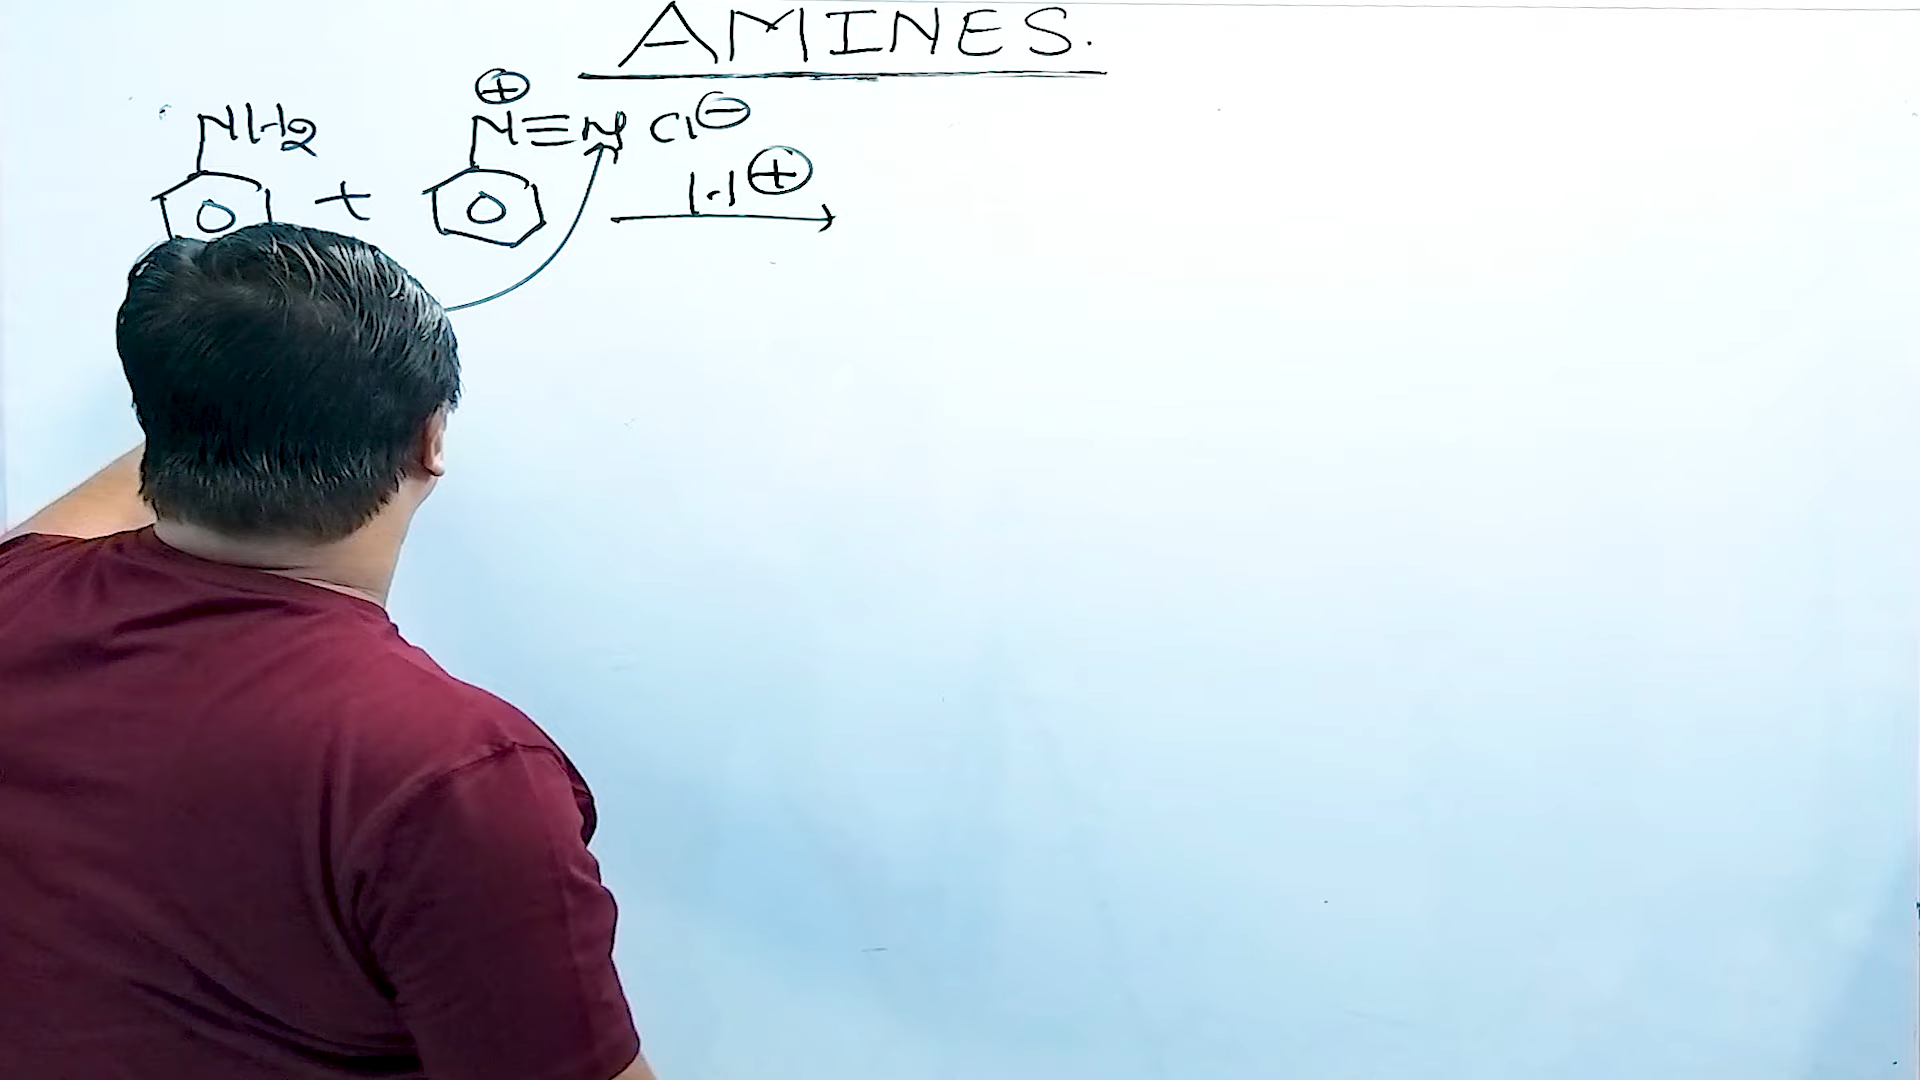 AMINES.
NH2 + N≡N Cl⊖
⊕
H⊕